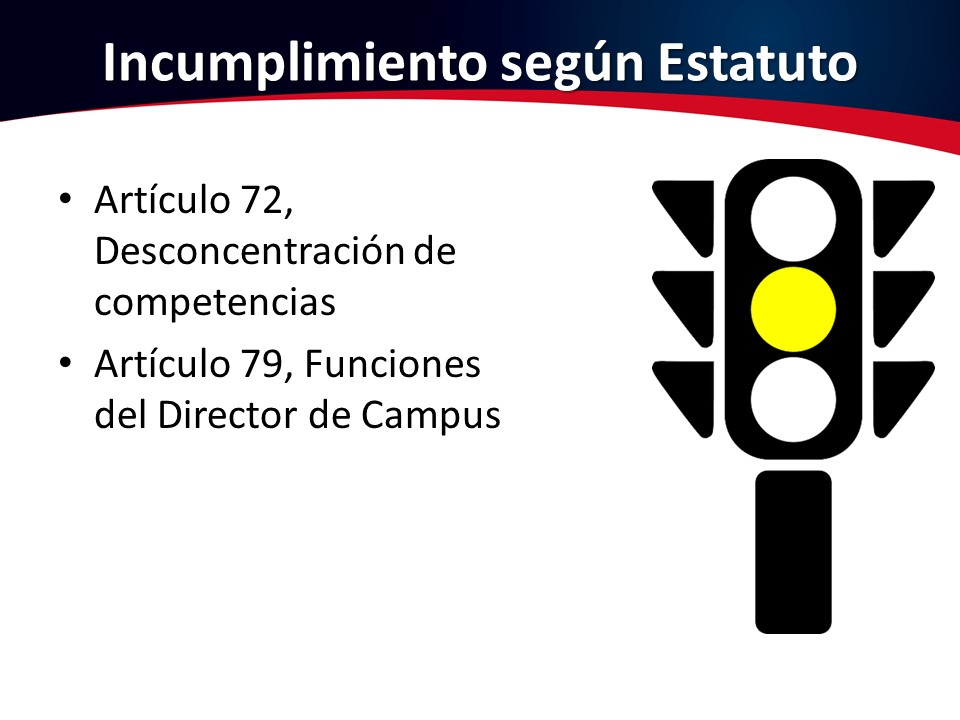 Incumplimiento según Estatuto
• Artículo 72,
Desconcentración de
competencias
• Artículo 79, Funciones
del Director de Campus